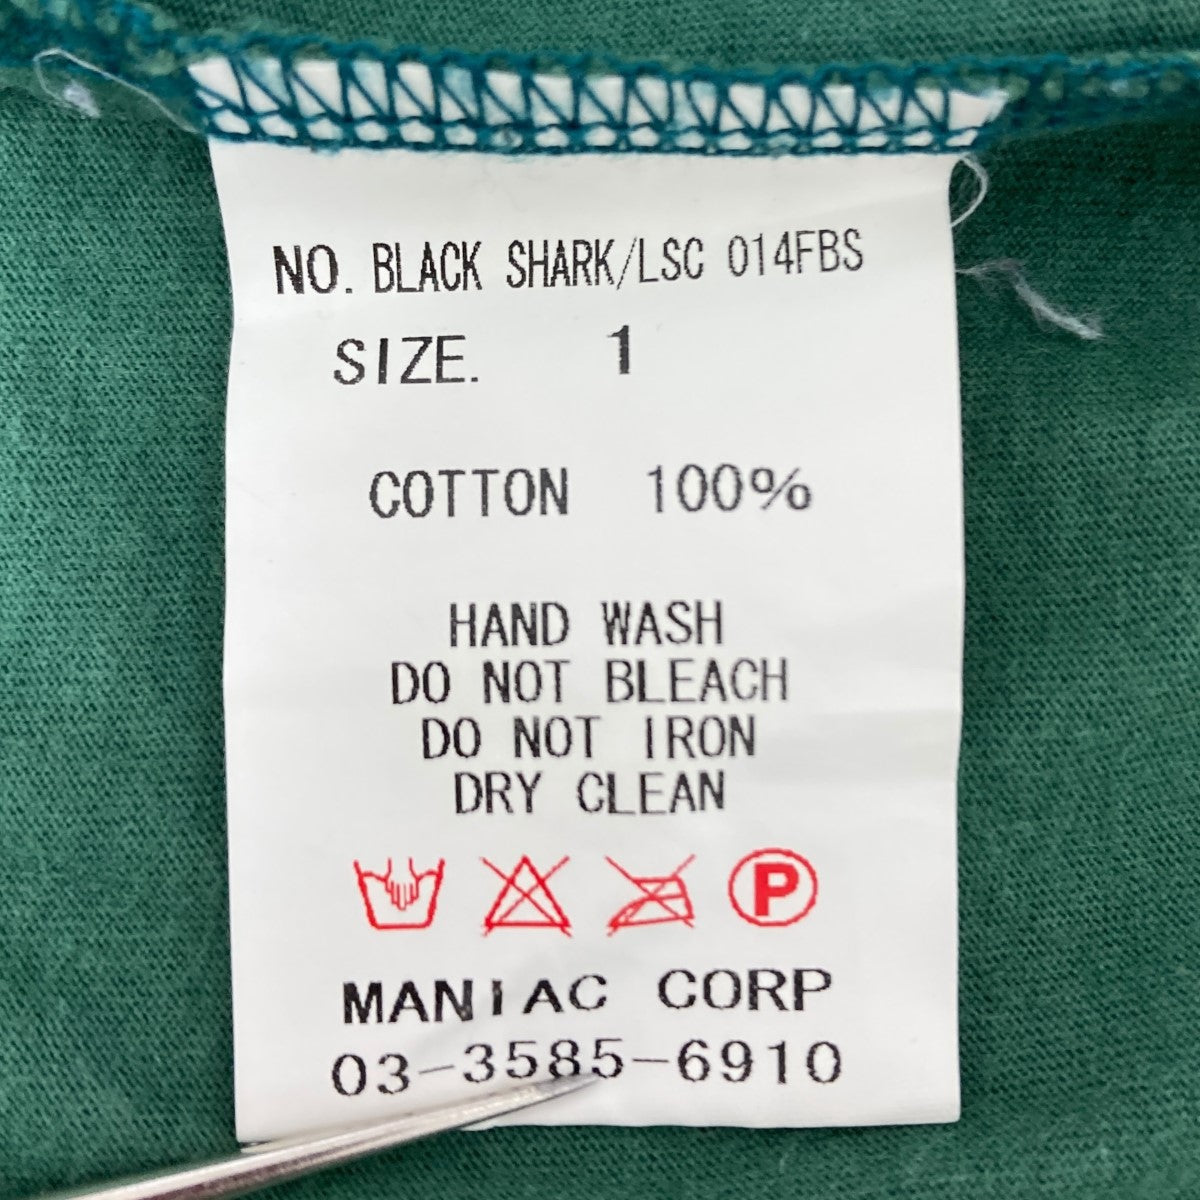 NO. BLACK SHARK/LSC 014FBS
SIZE. 1
COTTON 100%
HAND WASH
DO NOT BLEACH
DO NOT IRON
DRY CLEAN
P
MANIAC CORP
03-3585-6910